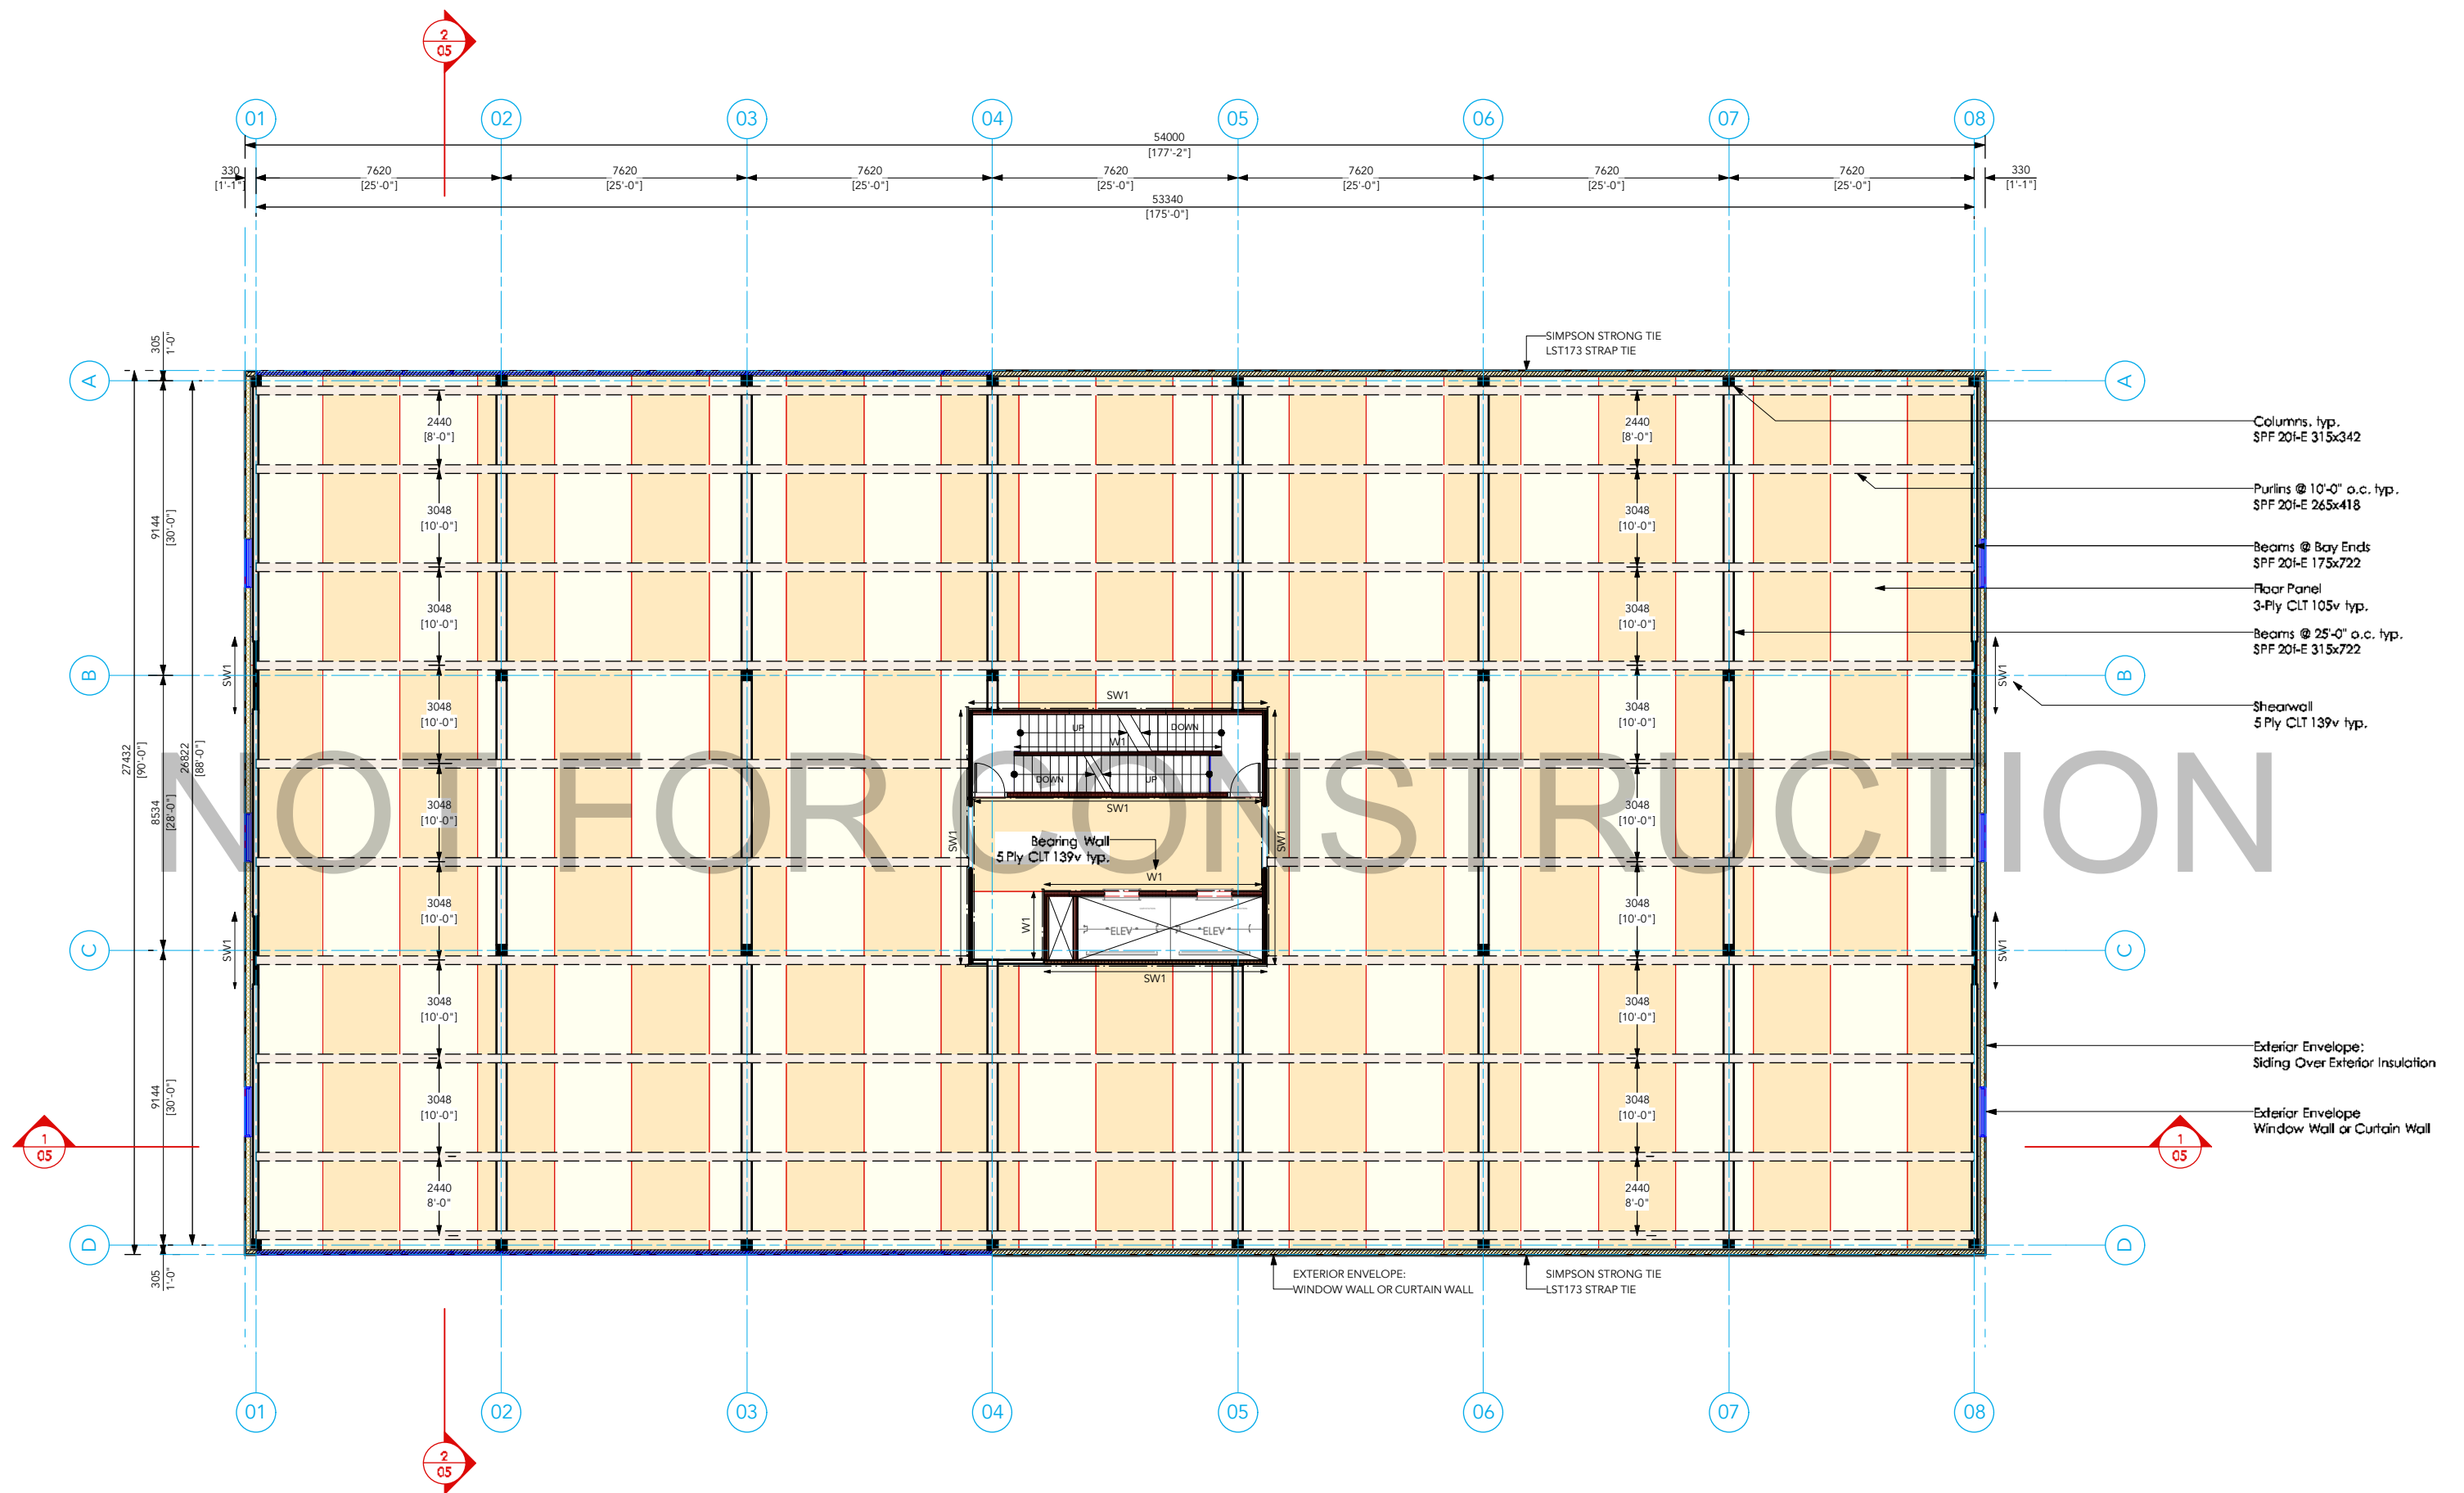 2
05
01 02 03 04 05 06 07 08
54000
[177'-2"]
330 7620 7620 7620 7620 7620 7620 7620 330
[1'-1"] [25'-0"] [25'-0"] [25'-0"] [25'-0"] [25'-0"] [25'-0"] [25'-0"] [1'-1"]
53340
[175'-0"]
305
1'-0"
SIMPSON STRONG TIE
LST173 STRAP TIE
A A
2440 2440
[8'-0"] [8'-0"]
Columns, typ.
SPF 20f-E 315x342
Purlins @ 10'-0" o.c. typ.
SPF 20f-E 265x418
9144
[30'-0"]
3048 3048
[10'-0"] [10'-0"]
Beams @ Bay Ends
SPF 20f-E 175x722
Floor Panel
3-Ply CLT 105v typ.
3048 3048
[10'-0"] [10'-0"]
Beams @ 25'-0" o.c. typ.
SPF 20f-E 315x722
SW1 SW1
B B
Shearwall
5 Ply CLT 139v typ.
3048 3048
[10'-0"] [10'-0"]
SW1
UP DOWN
W1
DOWN UP
SW1
27432
[90'-0"]
26822
[88'-0"]
8534
[28'-0"]
NOT FOR CONSTRUCTION
3048 3048
[10'-0"] [10'-0"]
SW1 SW1
Bearing Wall
5 Ply CLT 139v typ.
W1
3048 3048
[10'-0"] [10'-0"]
W1
"ELEV" "ELEV"
SW1
SW1 SW1
C C
3048 3048
[10'-0"] [10'-0"]
Exterior Envelope:
Siding Over Exterior Insulation
9144
[30'-0"]
3048 3048
[10'-0"] [10'-0"]
Exterior Envelope
Window Wall or Curtain Wall
1 1
05 05
2440 2440
8'-0" 8'-0"
D D
305
1'-0"
EXTERIOR ENVELOPE:
WINDOW WALL OR CURTAIN WALL
SIMPSON STRONG TIE
LST173 STRAP TIE
01 02 03 04 05 06 07 08
2
05